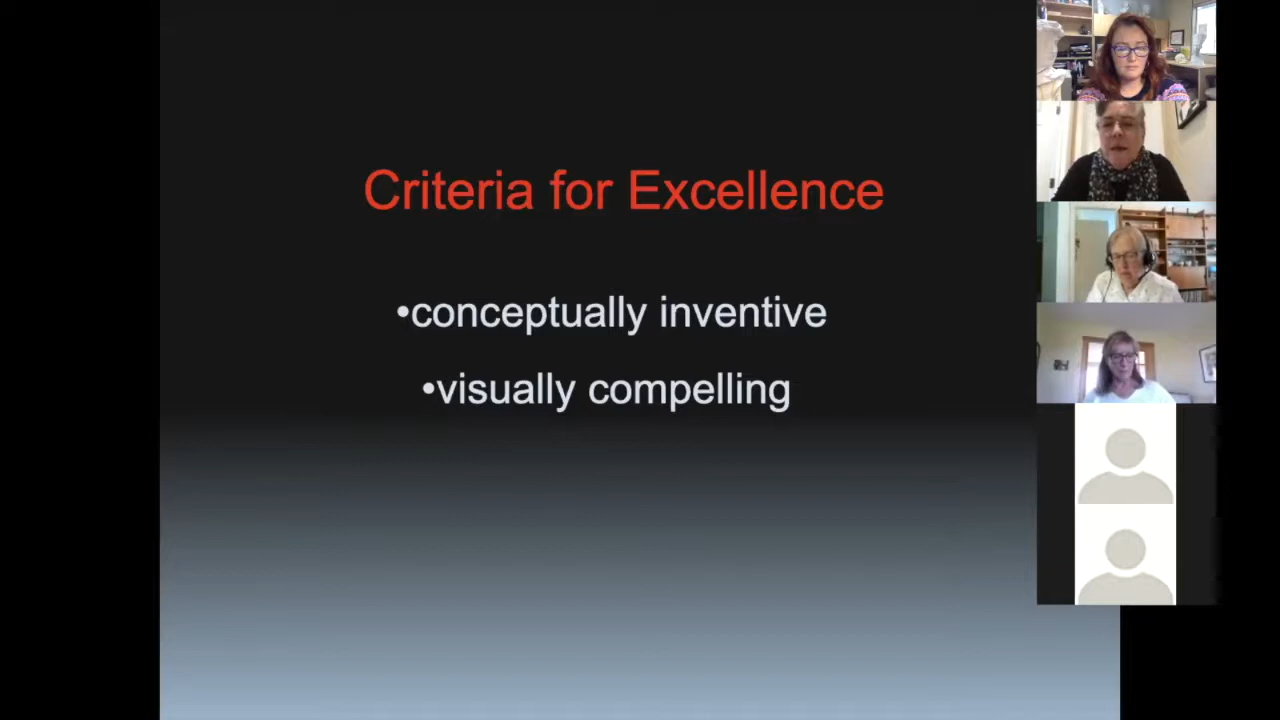 Criteria for Excellence
•conceptually inventive
•visually compelling